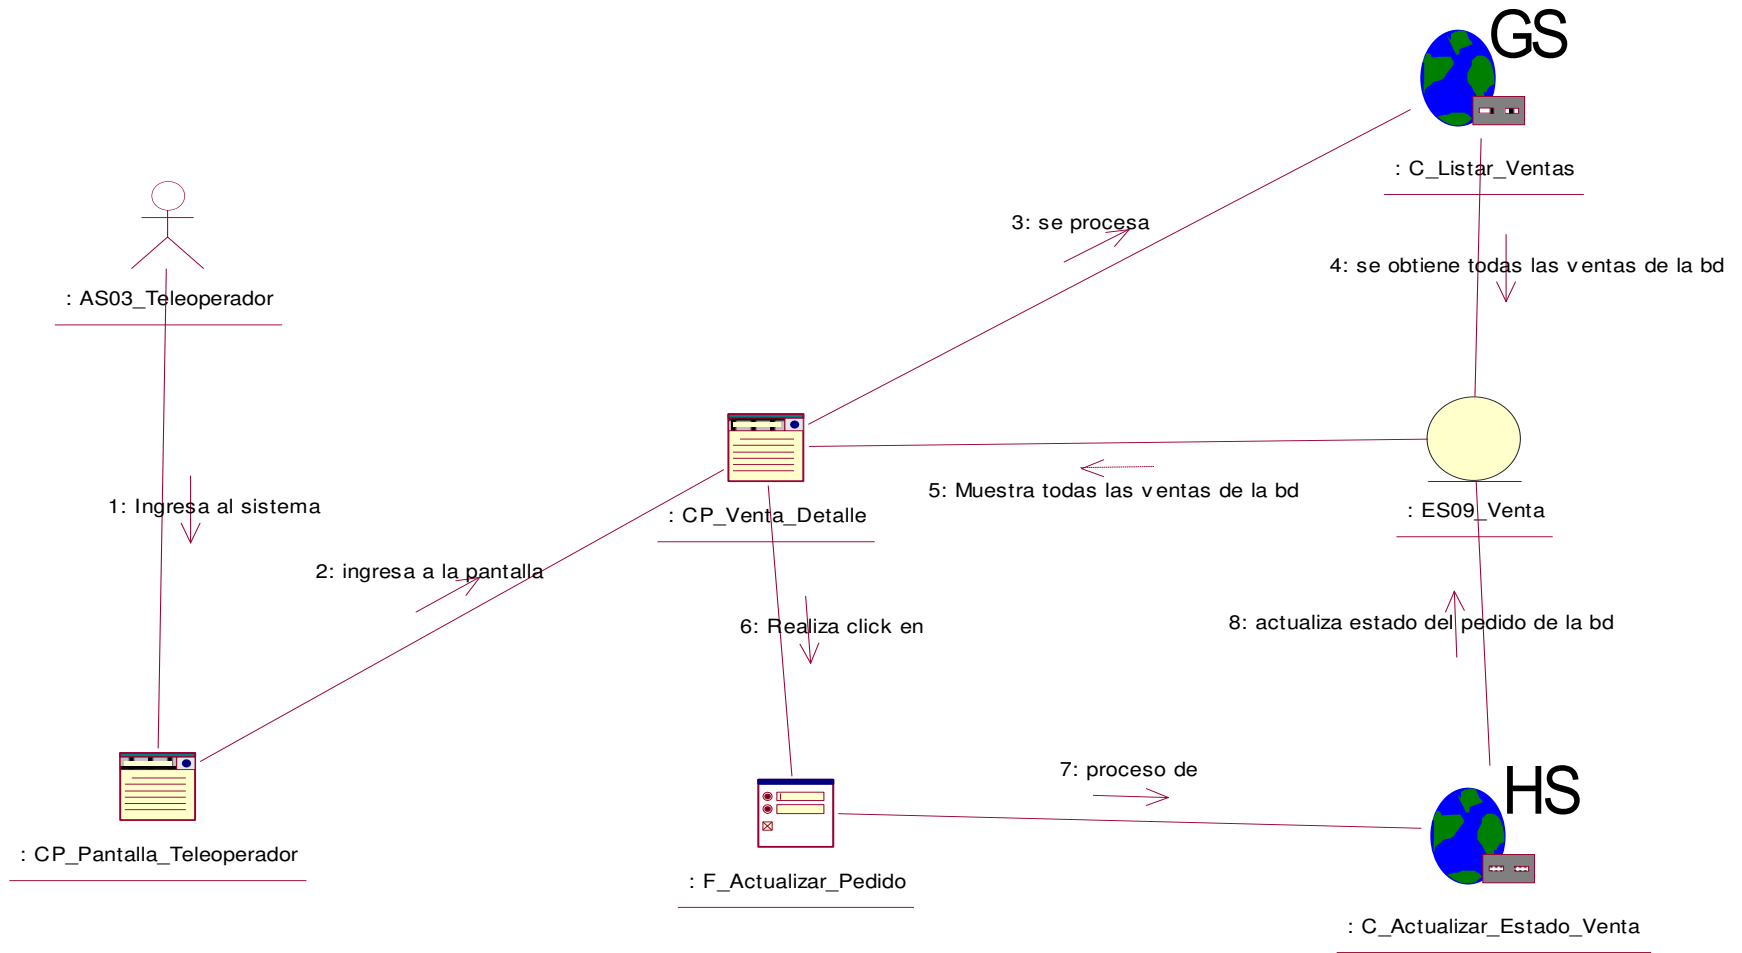 GS
: C_Listar_Ventas
3: se procesa
4: se obtiene todas las ventas de la bd
: AS03_Teleoperador
5: Muestra todas las ventas de la bd
: CP_Venta_Detalle
: ES09_Venta
1: Ingresa al sistema
2: ingresa a la pantalla
6: Realiza click en
8: actualiza estado del pedido de la bd
7: proceso de
HS
: CP_Pantalla_Teleoperador
: F_Actualizar_Pedido
: C_Actualizar_Estado_Venta